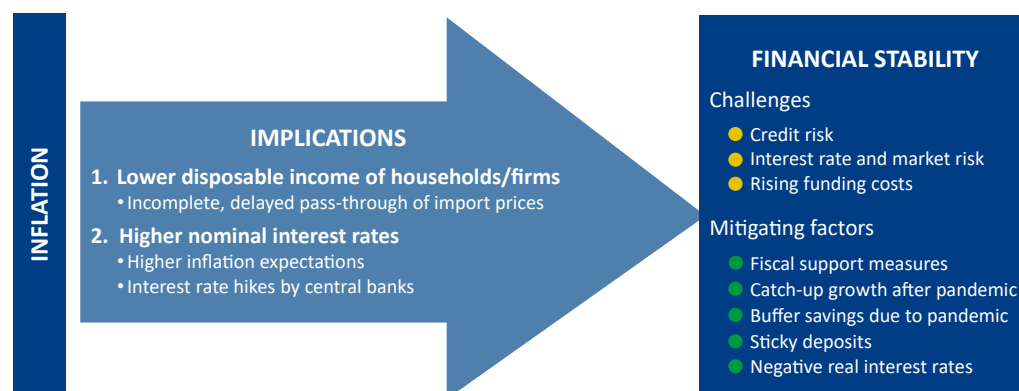 INFLATION
IMPLICATIONS
1. Lower disposable income of households/firms
• Incomplete, delayed pass-through of import prices
2. Higher nominal interest rates
• Higher inflation expectations
• Interest rate hikes by central banks
FINANCIAL STABILITY
Challenges
Credit risk
Interest rate and market risk
Rising funding costs
Mitigating factors
Fiscal support measures
Catch-up growth after pandemic
Buffer savings due to pandemic
Sticky deposits
Negative real interest rates